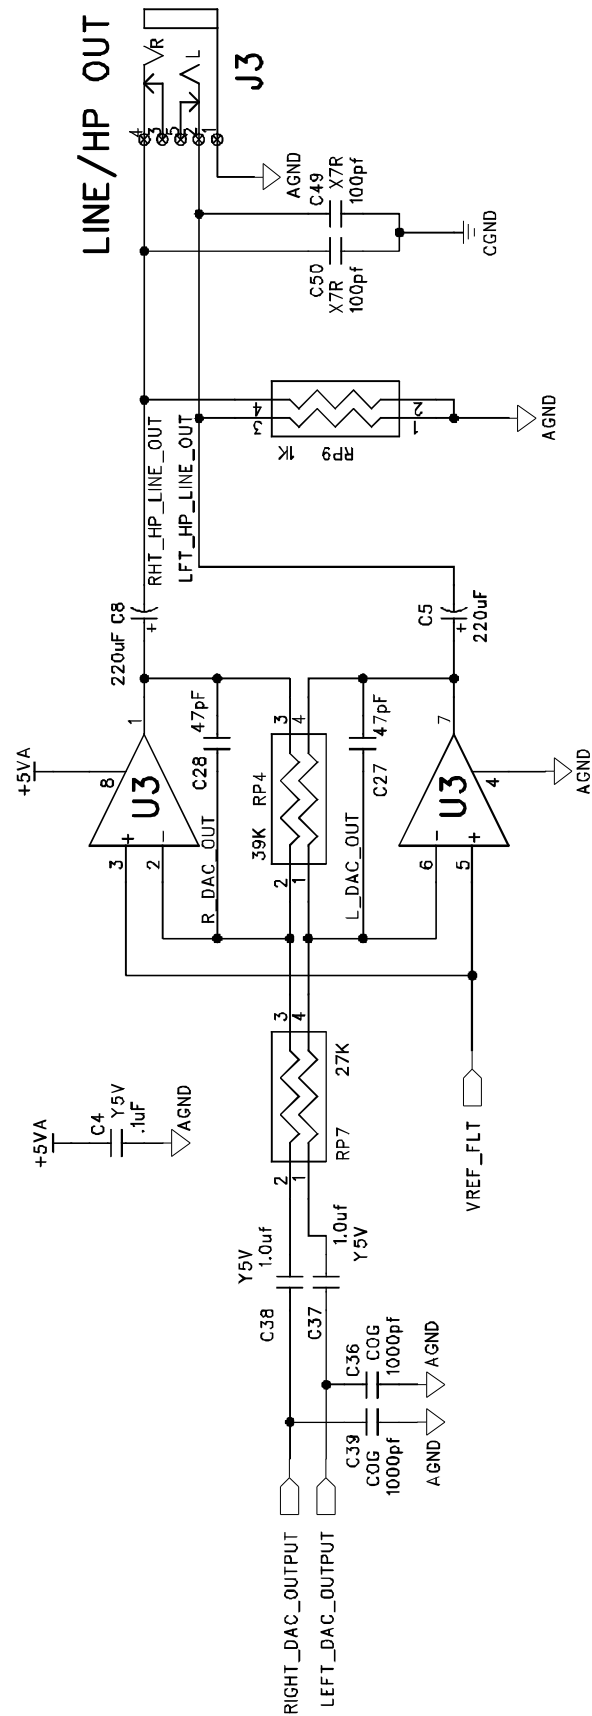 LINE/HP OUT
J3
R
L
4
3
5
2
1
AGND
C49
X7R
100pf
C50
X7R
100pf
CGND
RHT_HP_LINE_OUT
LFT_HP_LINE_OUT
4
3
2
1
1K
RP9
AGND
220uF C8
+
C5
220uF
+
+5VA
8
U3
1
3
+
2
-
R_DAC_OUT
C28
47pF
39K
RP4
3
4
2
1
L_DAC_OUT
C27
47pF
U3
7
6
-
5
+
4
AGND
+5VA
C4
Y5V
.1uF
AGND
3
4
27K
RP7
2
1
VREF_FLT
Y5V
1.0uf
C38
1.0uf
Y5V
C37
C36
COG
1000pf
AGND
C39
COG
1000pf
AGND
RIGHT_DAC_OUTPUT
LEFT_DAC_OUTPUT